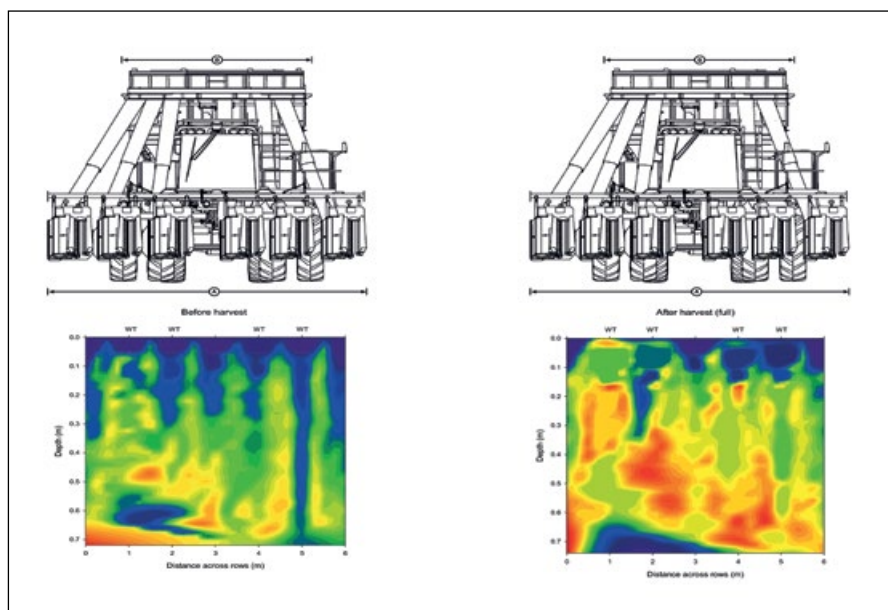 B
A
Before harvest
WT WT WT WT
0.0
0.1
0.2
0.3
0.4
0.5
0.6
0.7
Depth (m)
0 1 2 3 4 5 6
Distance across rows (m)
B
A
After harvest (full)
WT WT WT WT
0.0
0.1
0.2
0.3
0.4
0.5
0.6
0.7
Depth (m)
0 1 2 3 4 5 6
Distance across rows (m)